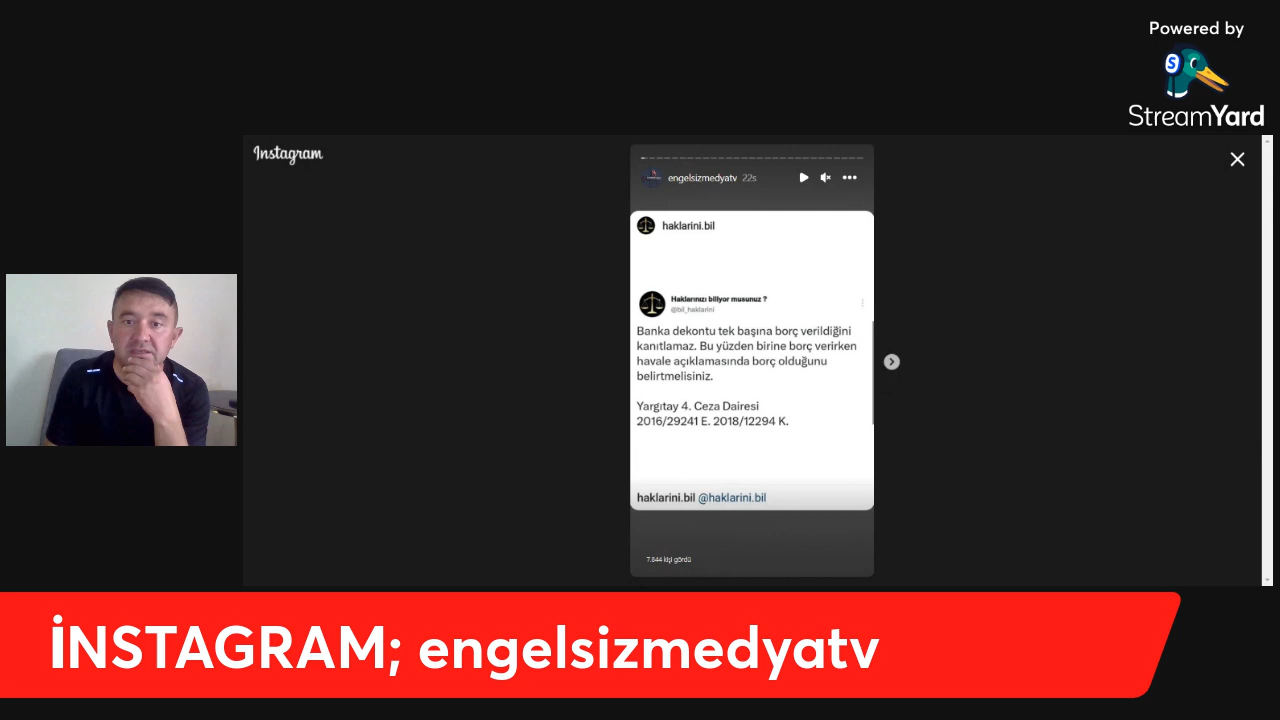 Powered by
S
StreamYard
Instagram
engelsizmedyatv 22s
haklarini.bil
Haklarınızı biliyor musunuz ?
@bil_haklarini
Banka dekontu tek başına borç verildiğini
kanıtlamaz. Bu yüzden birine borç verirken
havale açıklamasında borç olduğunu
belirtmelisiniz.
Yargıtay 4. Ceza Dairesi
2016/29241 E. 2018/12294 K.
haklarini.bil @haklarini.bil
7.844 kişi gördü
İNSTAGRAM; engelsizmedyatv